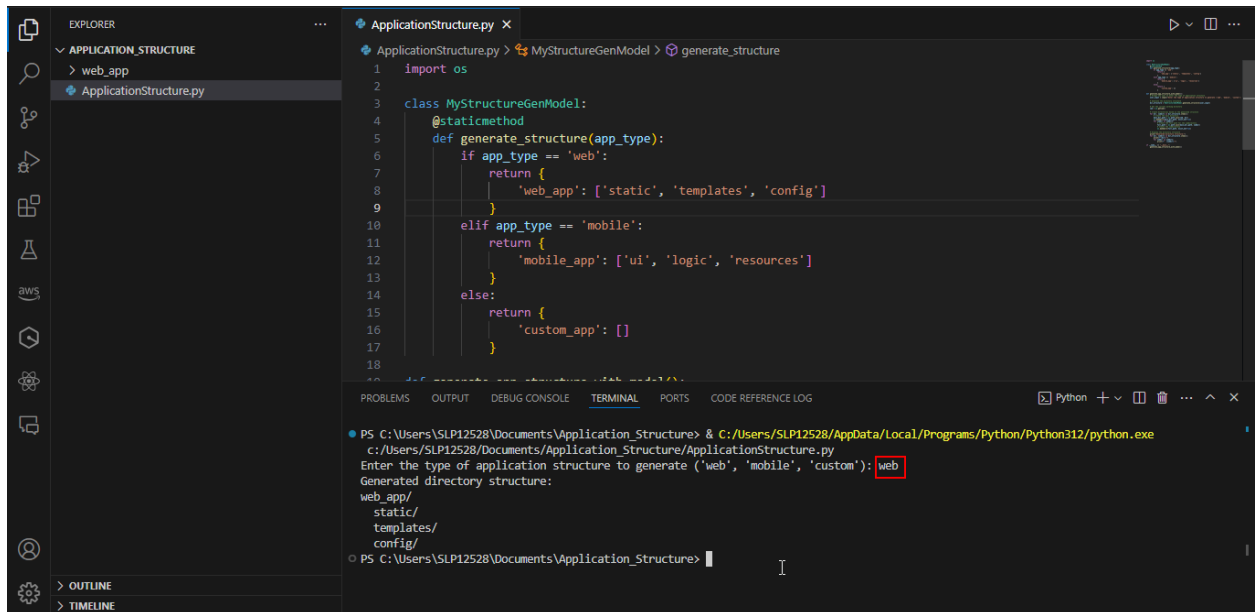 EXPLORER
APPLICATION_STRUCTURE
web_app
ApplicationStructure.py
OUTLINE
TIMELINE
aws
ApplicationStructure.py
ApplicationStructure.py > MyStructureGenModel > generate_structure
1 import os
2
3 class MyStructureGenModel:
4 @staticmethod
5 def generate_structure(app_type):
6 if app_type == 'web':
7 return {
8 'web_app': ['static', 'templates', 'config']
9 }
10 elif app_type == 'mobile':
11 return {
12 'mobile_app': ['ui', 'logic', 'resources']
13 }
14 else:
15 return {
16 'custom_app': []
17 }
18
PROBLEMS OUTPUT DEBUG CONSOLE TERMINAL PORTS CODE REFERENCE LOG
Python
PS C:\Users\SLP12528\Documents\Application_Structure> & C:/Users/SLP12528/AppData/Local/Programs/Python/Python312/python.exe
c:/Users/SLP12528/Documents/Application_Structure/ApplicationStructure.py
Enter the type of application structure to generate ('web', 'mobile', 'custom'): web
Generated directory structure:
web_app/
static/
templates/
config/
PS C:\Users\SLP12528\Documents\Application_Structure>